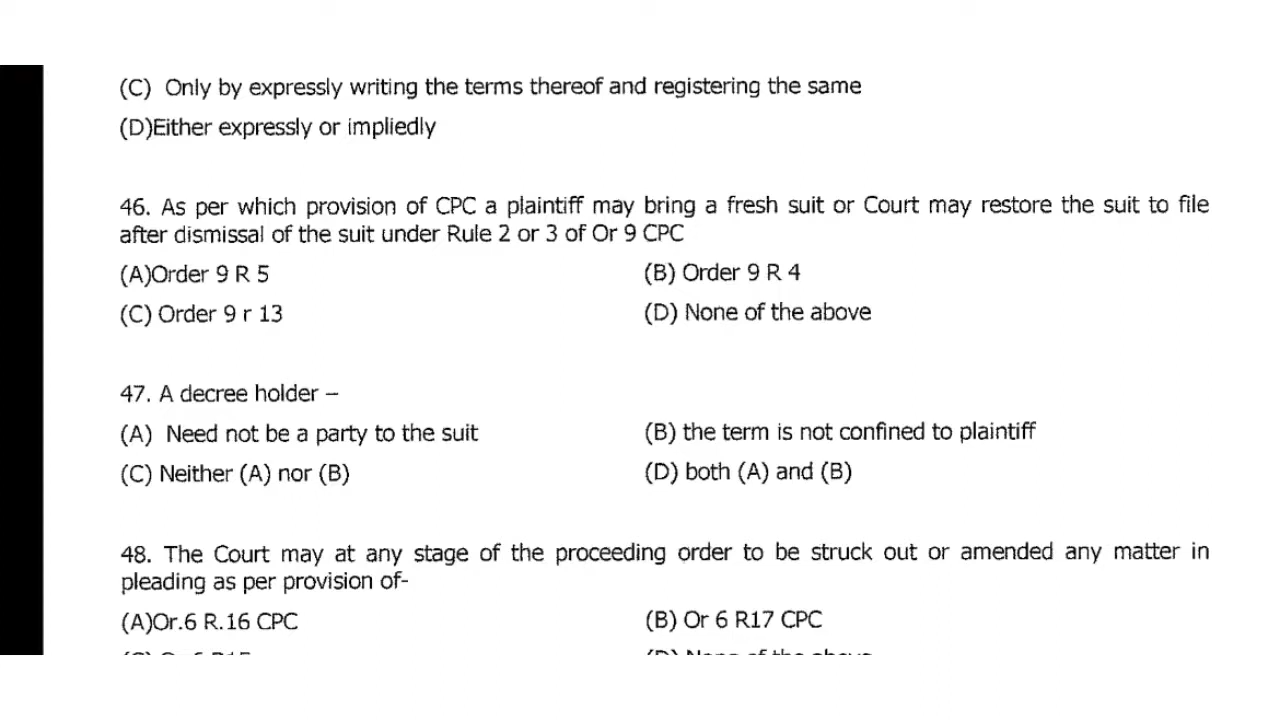 (C) Only by expressly writing the terms thereof and registering the same
(D)Either expressly or impliedly
46. As per which provision of CPC a plaintiff may bring a fresh suit or Court may restore the suit to file
after dismissal of the suit under Rule 2 or 3 of Or 9 CPC
(A)Order 9 R 5 (B) Order 9 R 4
(C) Order 9 r 13 (D) None of the above
47. A decree holder –
(A) Need not be a party to the suit (B) the term is not confined to plaintiff
(C) Neither (A) nor (B) (D) both (A) and (B)
48. The Court may at any stage of the proceeding order to be struck out or amended any matter in
pleading as per provision of-
(A)Or.6 R.16 CPC (B) Or 6 R17 CPC